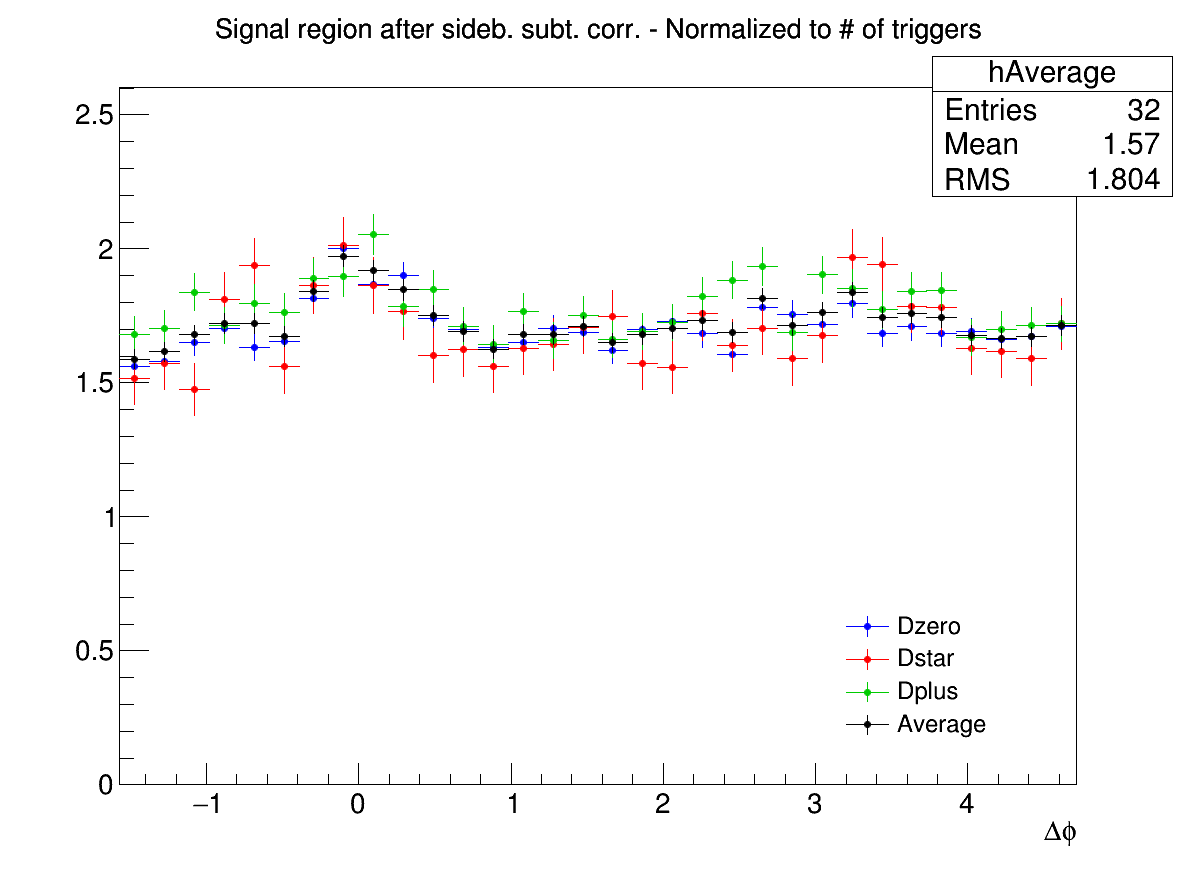 Signal region after sideb. subt. corr. - Normalized to # of triggers
hAverage
Entries 32
Mean 1.57
RMS 1.804
2.5
2
1.5
1
0.5
0
−1 0 1 2 3 4
Δϕ
Dzero
Dstar
Dplus
Average